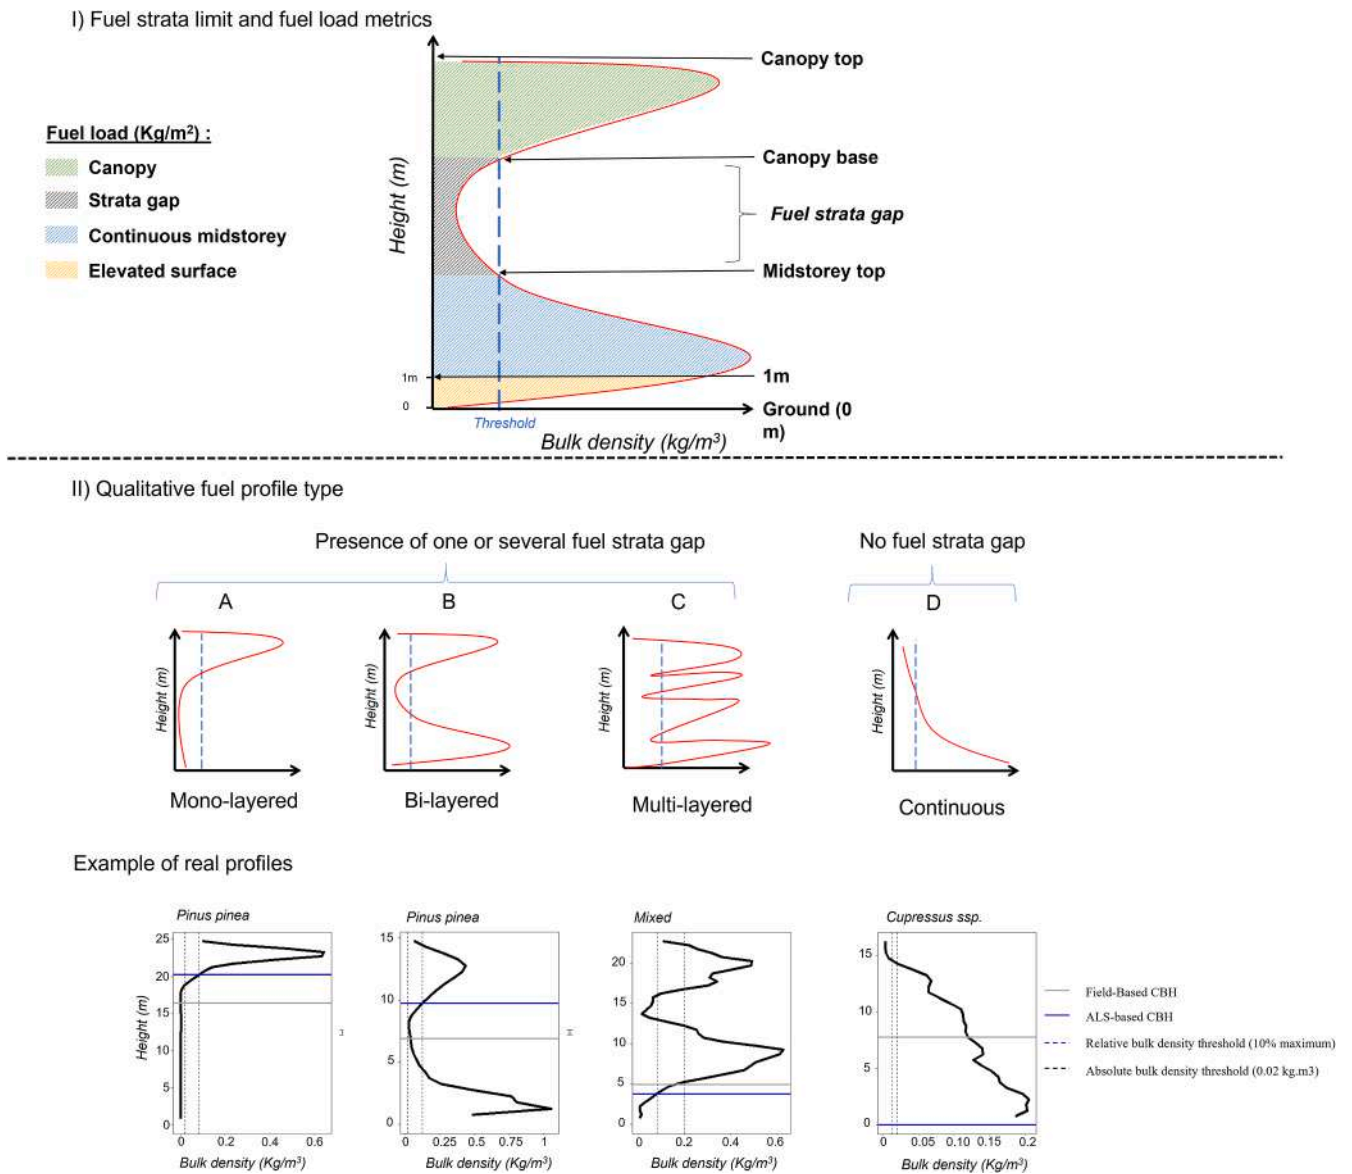 I) Fuel strata limit and fuel load metrics
Fuel load (Kg/m²) :
Canopy
Strata gap
Continuous midstorey
Elevated surface
Height (m)
Canopy top
Canopy base
Fuel strata gap
Midstorey top
1m
1m
0
Ground (0
m)
Threshold
Bulk density (kg/m³)
II) Qualitative fuel profile type
Presence of one or several fuel strata gap
No fuel strata gap
A
B
C
D
Height (m)
Height (m)
Height (m)
Height (m)
Mono-layered
Bi-layered
Multi-layered
Continuous
Example of real profiles
Pinus pinea
25
20
15
10
5
0
Height (m)
0 0.2 0.4 0.6
Bulk density (Kg/m³)
Pinus pinea
15
10
5
0
0 0.25 0.5 0.75 1
Bulk density (Kg/m³)
Mixed
20
15
10
5
0
0 0.2 0.4 0.6
Bulk density (Kg/m³)
Cupressus ssp.
15
10
5
0
0 0.05 0.10 0.15 0.2
Bulk density (Kg/m³)
Field-Based CBH
ALS-based CBH
Relative bulk density threshold (10% maximum)
Absolute bulk density threshold (0.02 kg.m3)